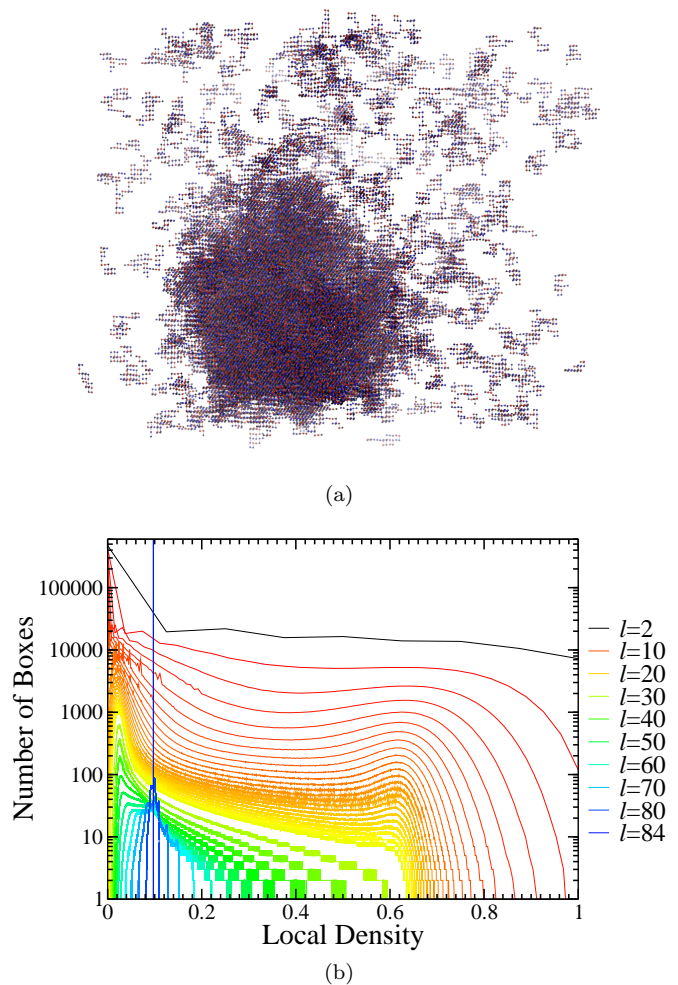 (a)
100000
10000
1000
100
10
1
Number of Boxes
0
0.2
0.4
0.6
0.8
1
Local Density
l=2
l=10
l=20
l=30
l=40
l=50
l=60
l=70
l=80
l=84
(b)